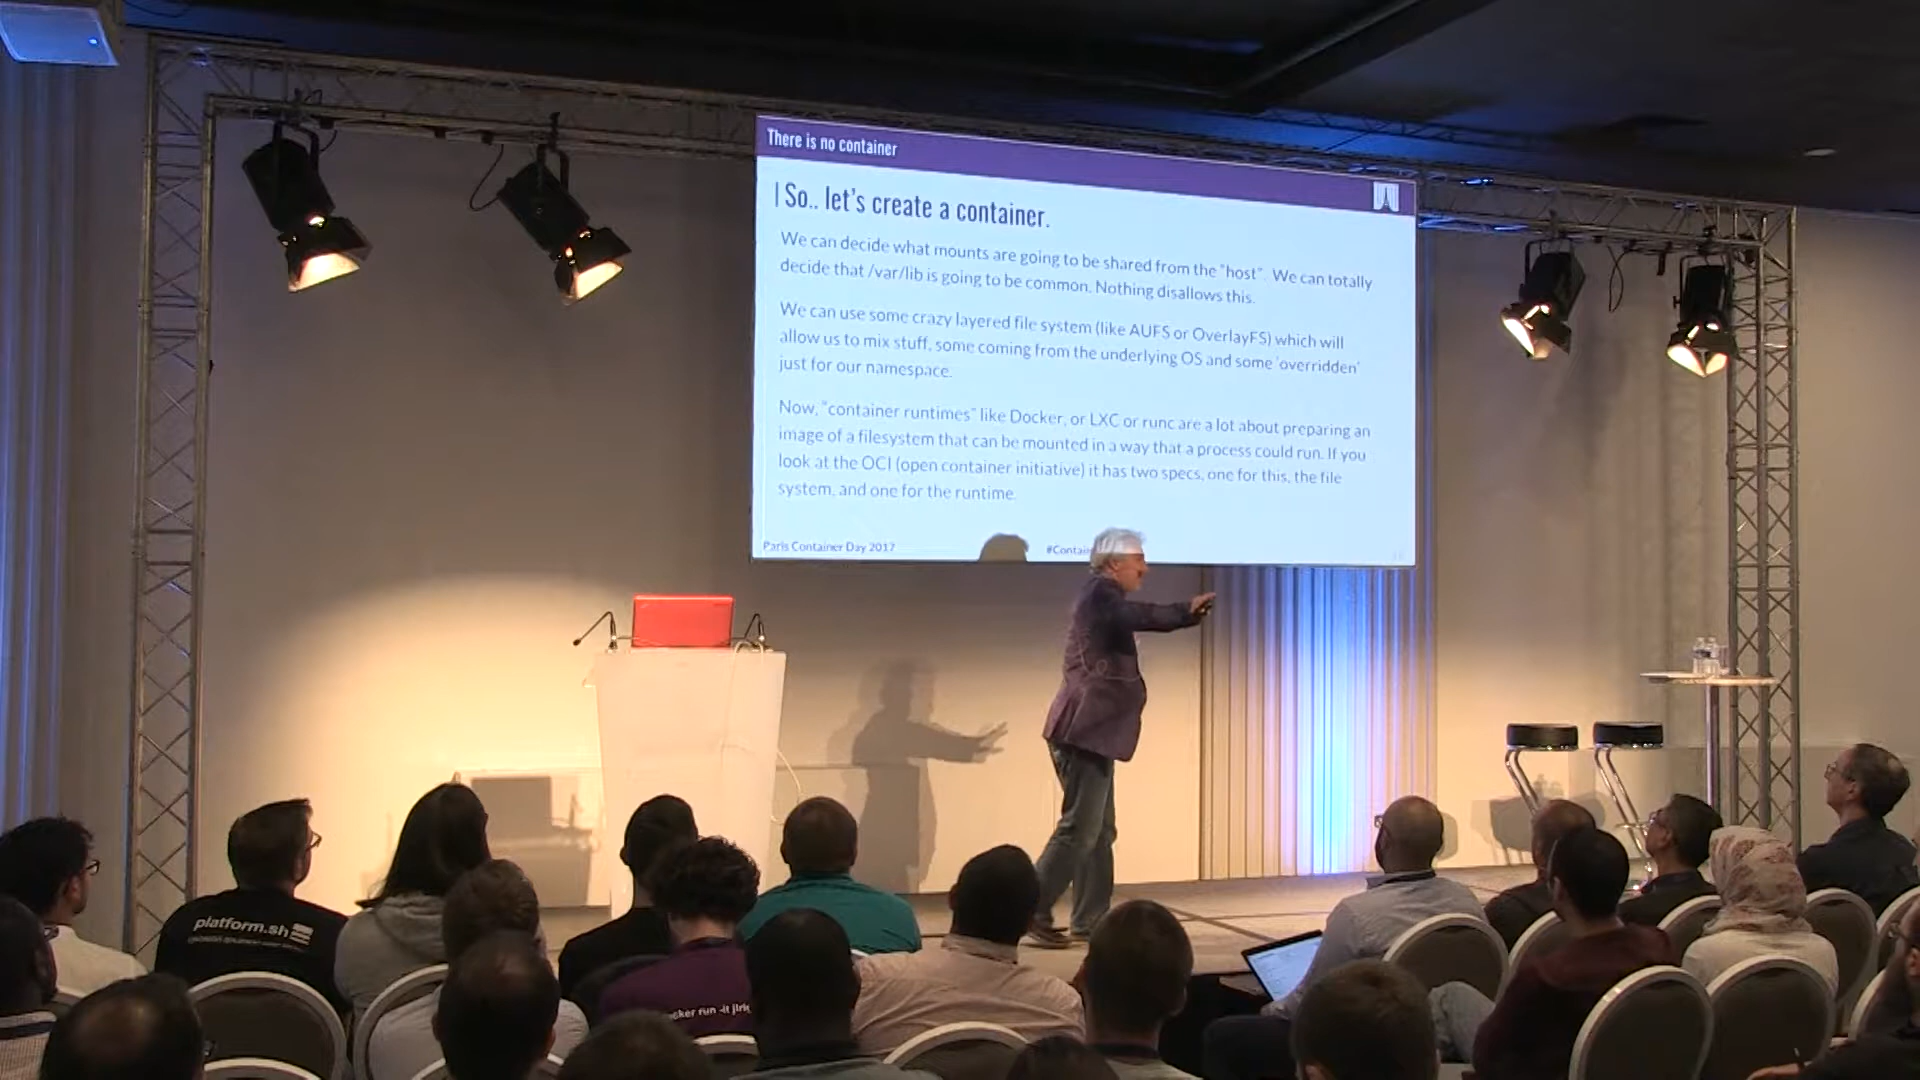 There is no container
So.. let's create a container.
We can decide what mounts are going to be shared from the "host". We can totally
decide that /var/lib is going to be common. Nothing disallows this.
We can use some crazy layered file system (like AUFS or OverlayFS) which will
allow us to mix stuff, some coming from the underlying OS and some 'overridden'
just for our namespace.
Now, "container runtimes" like Docker, or LXC or runc are a lot about preparing an
image of a filesystem that can be mounted in a way that a process could run. If you
look at the OCI (open container initiative) it has two specs, one for this, the file
system, and one for the runtime.
Paris Container Day 2017
#Contai
platform.sh
cker run -it